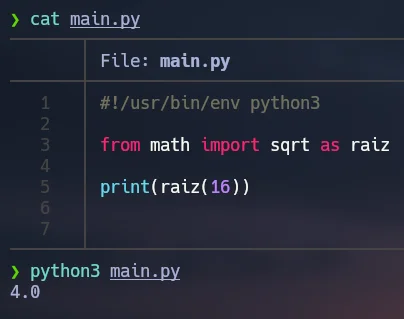 ❯ cat main.py
File: main.py
1 #!/usr/bin/env python3
2
3 from math import sqrt as raiz
4
5 print(raiz(16))
6
7
❯ python3 main.py
4.0